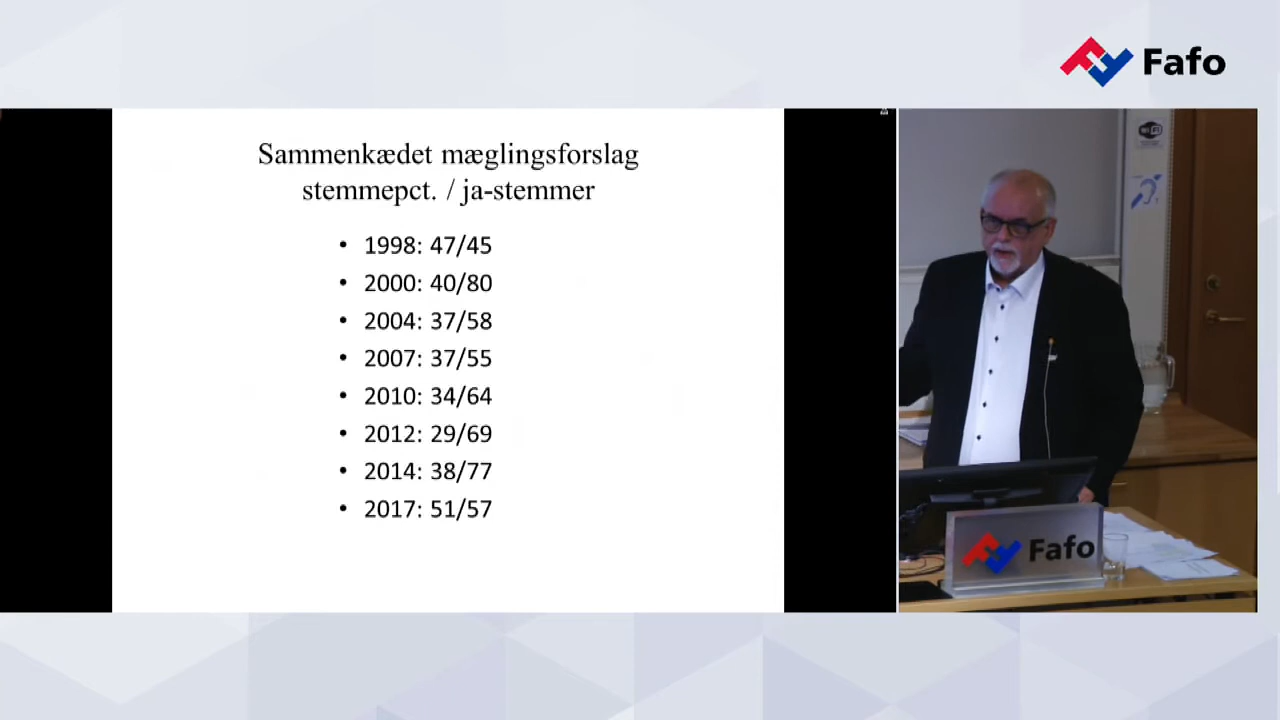 Fafo
Sammenkædet mæglingsforslag
stemmepct. / ja-stemmer
• 1998: 47/45
• 2000: 40/80
• 2004: 37/58
• 2007: 37/55
• 2010: 34/64
• 2012: 29/69
• 2014: 38/77
• 2017: 51/57
WiFi
Fafo